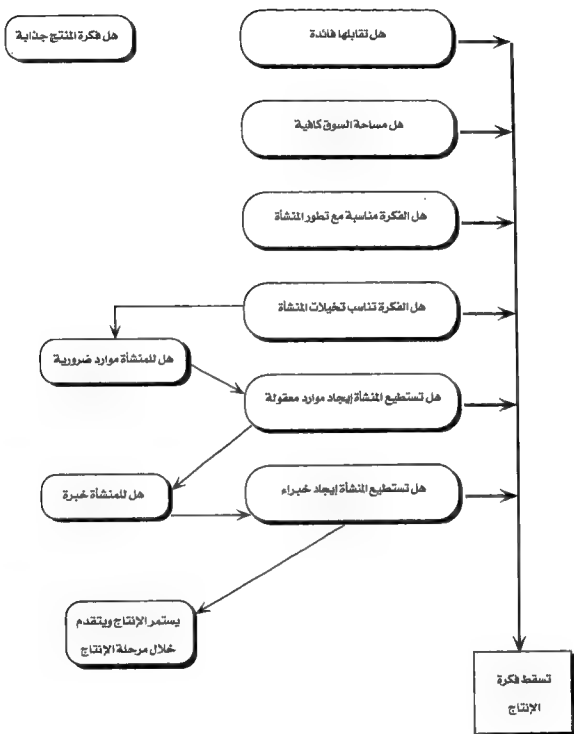 هل فكرة المنتج جذابة
هل تقابلها فائدة
هل مساحة السوق كافية
هل الفكرة مناسبة مع تطور المنشأة
هل الفكرة تناسب تخيلات المنشأة
هل للمنشأة موارد ضرورية
هل تستطيع المنشأة إيجاد موارد معقولة
هل للمنشأة خبرة
هل تستطيع المنشأة إيجاد خبراء
يستمر الإنتاج ويتقدم
خلال مرحلة الإنتاج
تسقط فكرة
الإنتاج